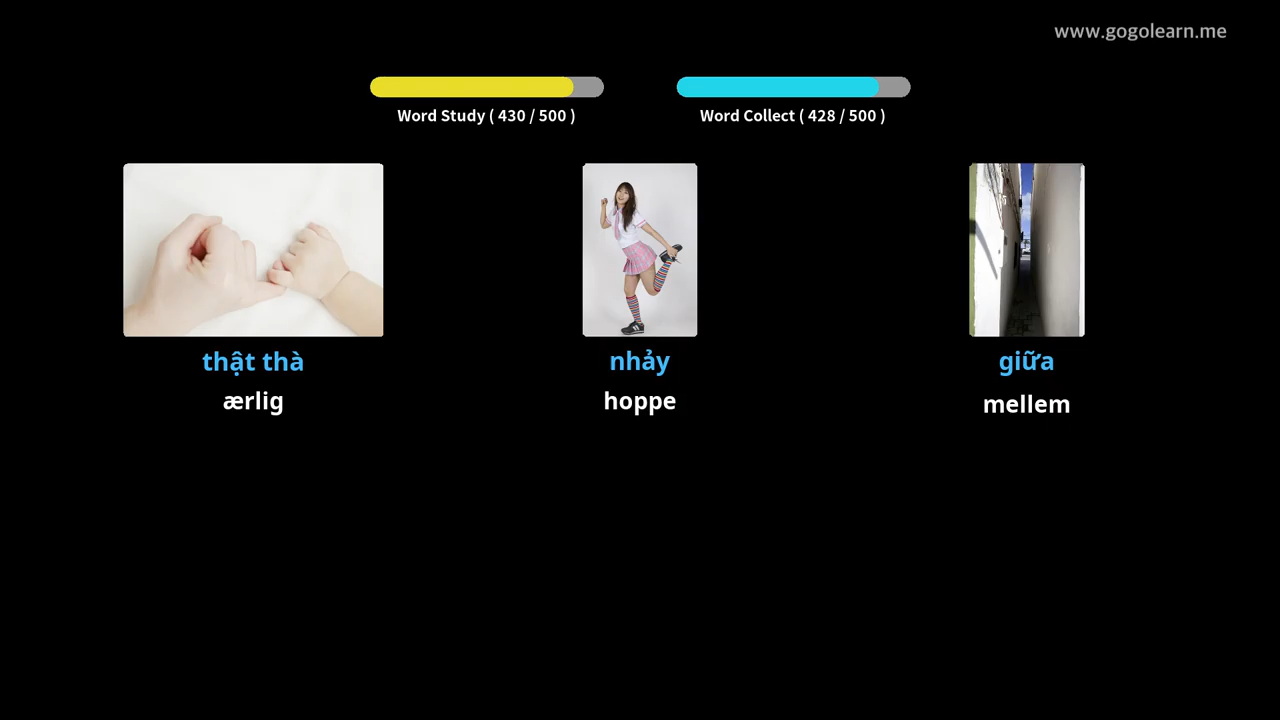 www.gogolearn.me
Word Study ( 430 / 500 )
Word Collect ( 428 / 500 )
thật thà
ærlig
nhảy
hoppe
giữa
mellem